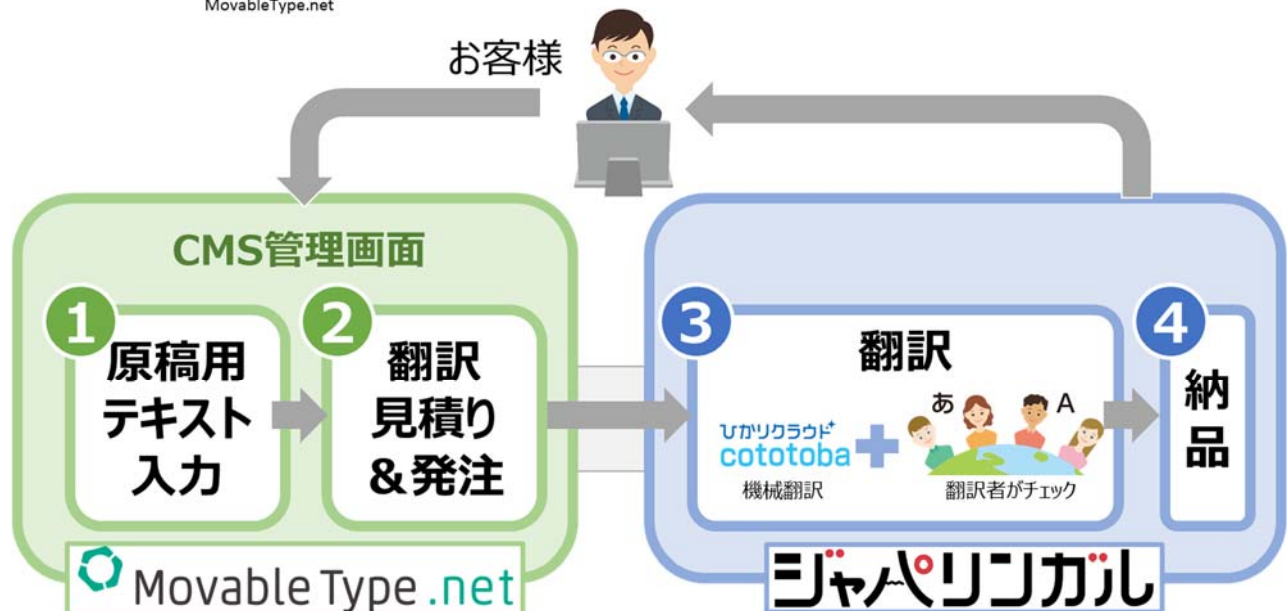 MovableType.net
お客様
CMS管理画面
1
原稿用
テキスト
入力
2
翻訳
見積り
&発注
3
翻訳
あ
A
ひかりクラウド
cototoba
機械翻訳
翻訳者がチェック
4
納
品
MovableType.net
ジャパリンガル